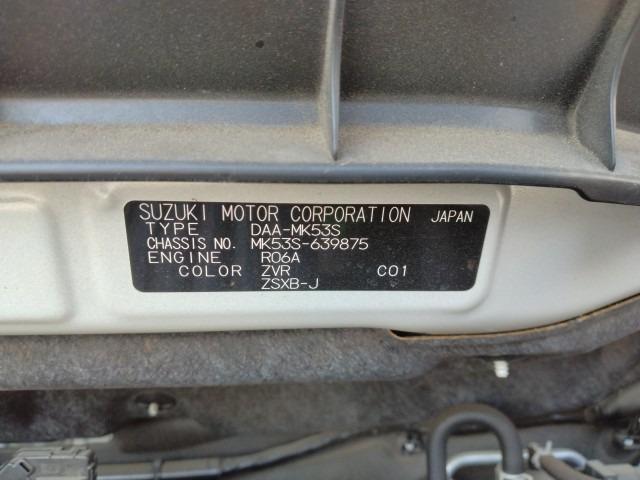 SUZUKI MOTOR CORPORATION JAPAN
TYPE DAA-MK53S
CHASSIS NO. MK53S-639875
ENGINE R06A
COLOR ZVR C01
ZSXB-J